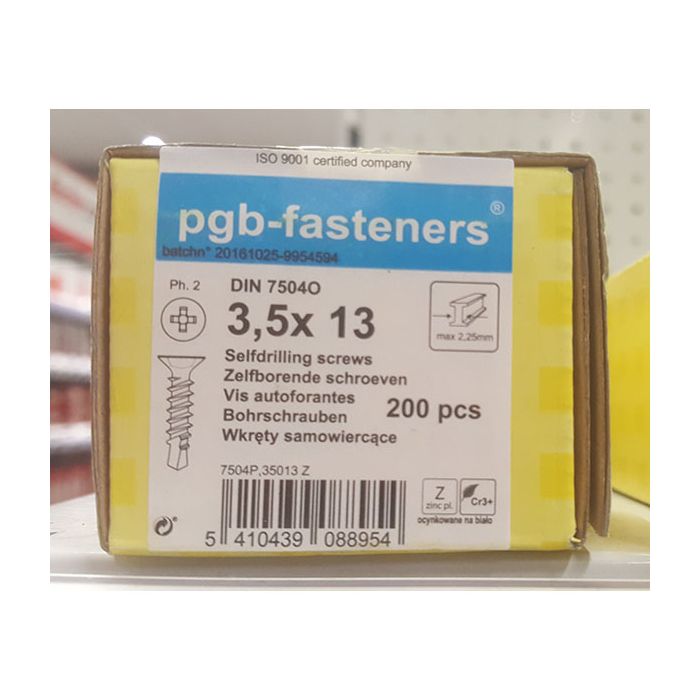 ISO 9001 certified company
pgb-fasteners®
batchn° 20161025-9954594
Ph. 2
DIN 7504O
3,5x 13
max 2,25mm
Selfdrilling screws
Zelfborende schroeven
Vis autoforantes
Bohrschrauben
Wkręty samowiercące
200 pcs
7504P,35013 Z
Z
zinc pl.
Cr3+
ocynkowane na biało
5 410439 088954